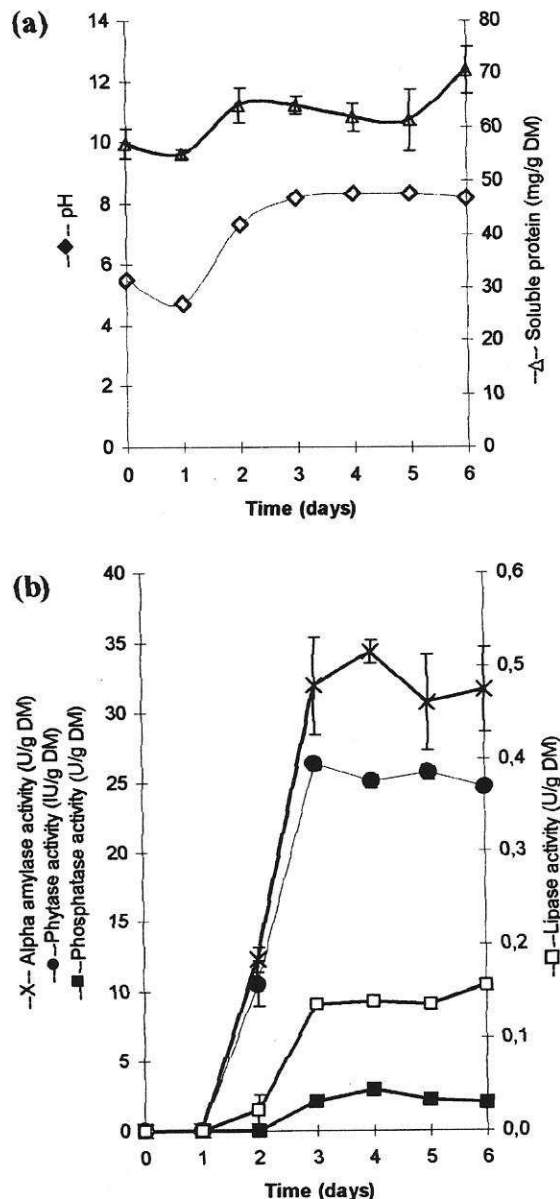 (a)
14
12
10
8
6
4
2
0
--◆-- pH
80
70
60
50
40
30
20
10
0
--Δ-- Soluble protein (mg/g DM)
0 1 2 3 4 5 6
Time (days)
(b)
40
35
30
25
20
15
10
5
0
--X-- Alpha amylase activity (U/g DM)
--●--Phytase activity (IU/g DM)
--■--Phosphatase activity (U/g DM)
0,6
0,5
0,4
0,3
0,2
0,1
0,0
--□--Lipase activity (U/g DM)
0 1 2 3 4 5 6
Time (days)